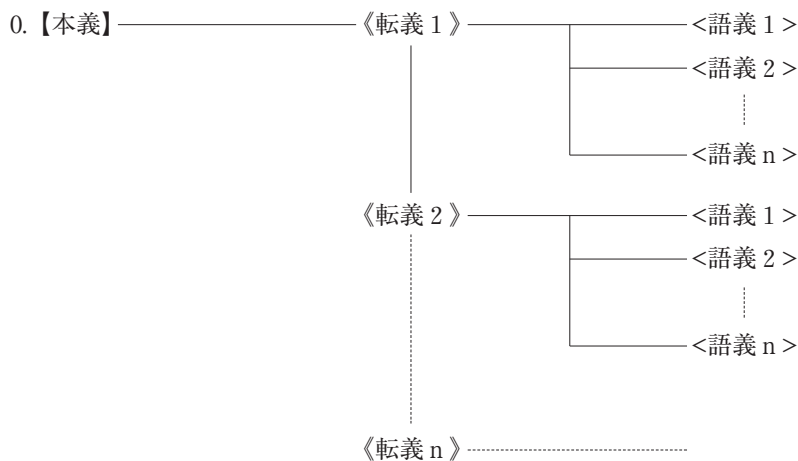 0.【本義】 《転義 1 》 <語義 1 >
<語義 2 >
<語義 n >
《転義 2 》 <語義 1 >
<語義 2 >
<語義 n >
《転義 n 》